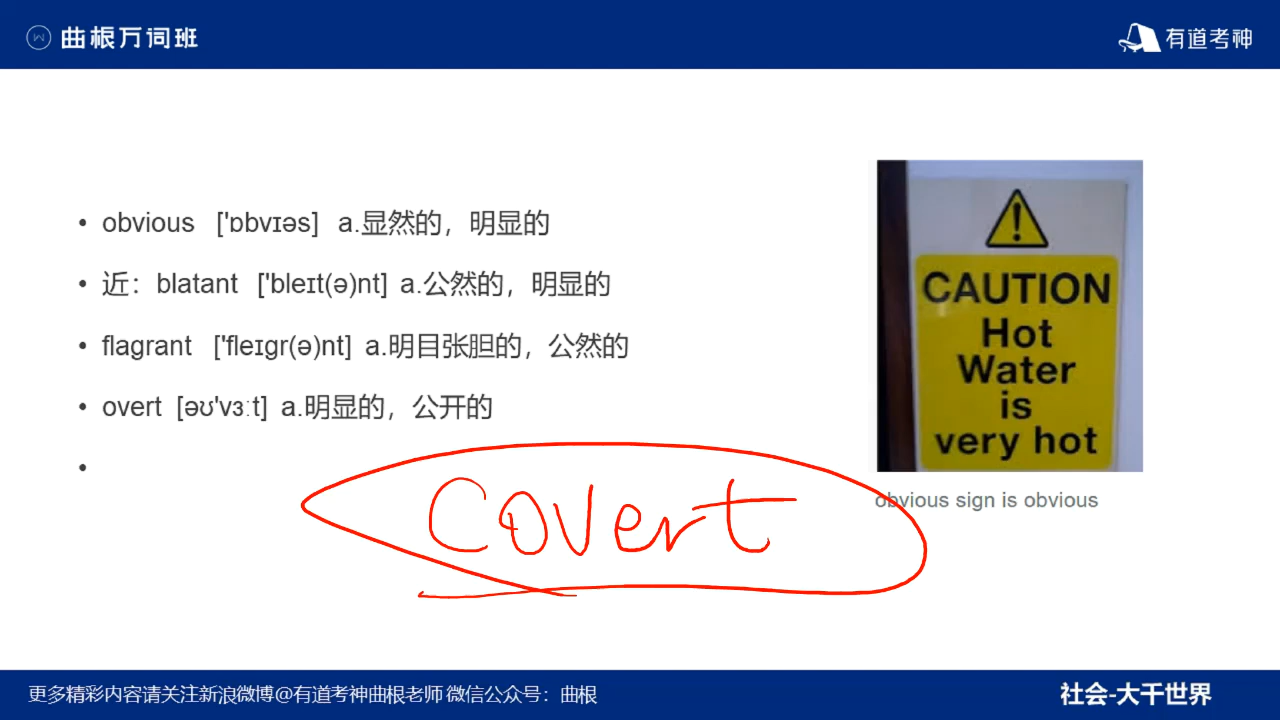 曲根万词班
有道考神
• obvious ['ɒbvɪəs] a.显然的，明显的
• 近：blatant ['bleɪt(ə)nt] a.公然的，明显的
• flagrant ['fleɪgr(ə)nt] a.明目张胆的，公然的
• overt [əʊ'vɜːt] a.明显的，公开的
•
covert
CAUTION
Hot
Water
is
very hot
obvious sign is obvious
更多精彩内容请关注新浪微博@有道考神曲根老师 微信公众号：曲根
社会-大千世界